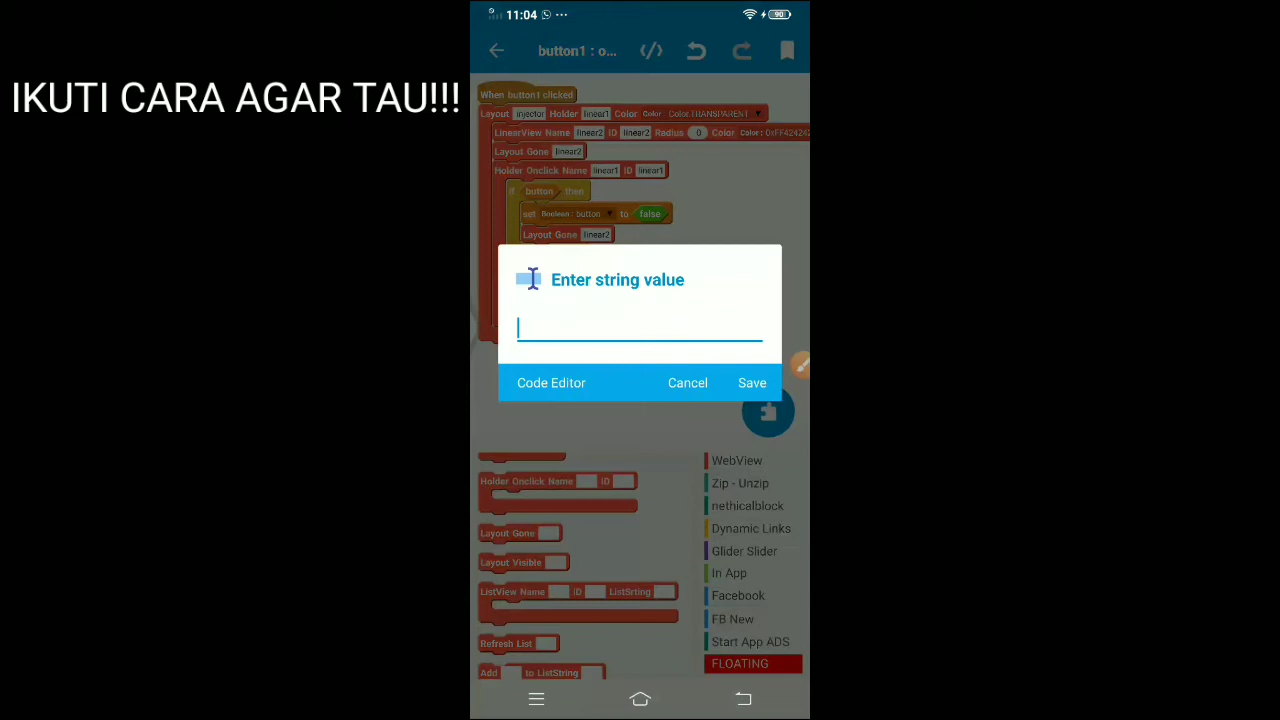 11:04
90
button1 : o...
IKUTI CARA AGAR TAU!!!
When button1 clicked
Layout injector Holder linear1 Color Color: Color.TRANSPARENT
LinearView Name linear2 ID linear2 Radius 0 Color Color: 0xFF424242
Layout Gone linear2
Holder Onclick Name linear1 ID linear1
if button then
set Boolean: button to false
Layout Gone linear2
Enter string value
Code Editor Cancel Save
WebView
Holder Onclick Name ID
Zip - Unzip
nethicalblock
Layout Gone
Dynamic Links
Glider Slider
Layout Visible
In App
ListView Name ID ListSrting
Facebook
FB New
Refresh List
Start App ADS
FLOATING
Add to ListString